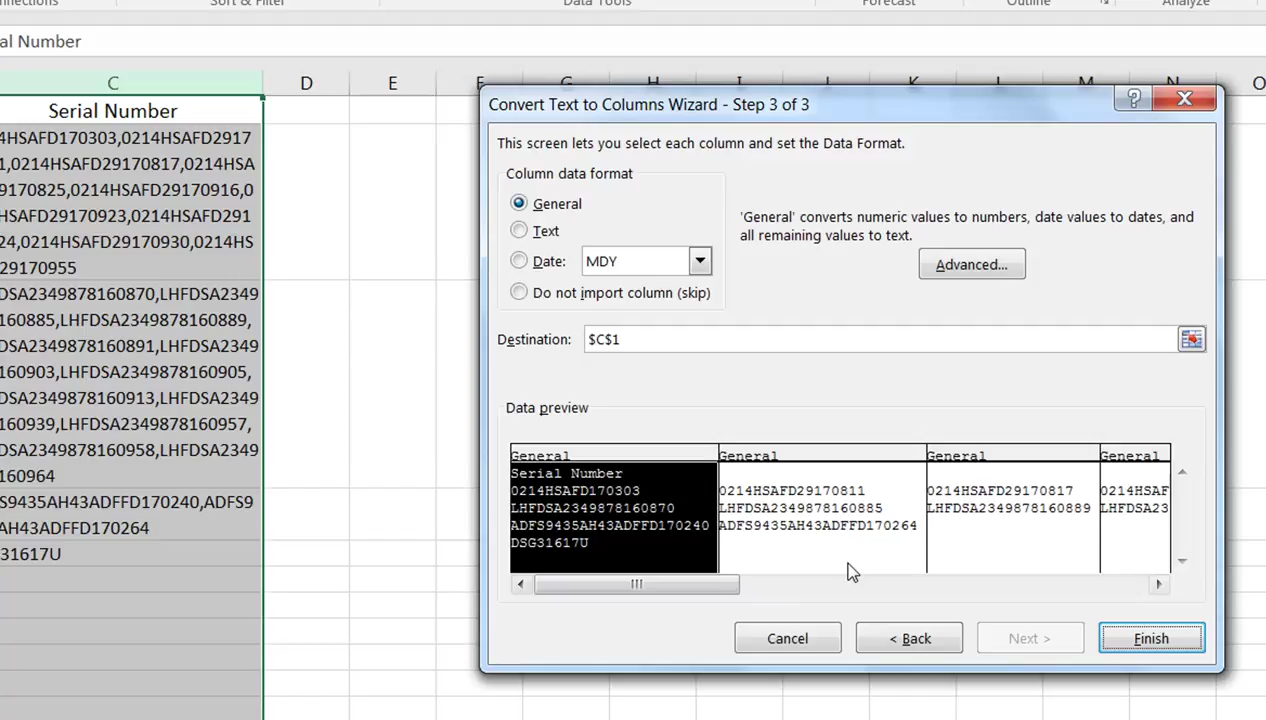 Sort & Filter
Data Tools
Forecast
Outline
Analyze
al Number
C D E F G H I J K L M N
Serial Number
4HSAFD170303,0214HSAFD2917
1,0214HSAFD29170817,0214HSA
9170825,0214HSAFD29170916,0
HSAFD29170923,0214HSAFD291
24,0214HSAFD29170930,0214HS
29170955
DSA2349878160870,LHFDSA2349
160885,LHFDSA2349878160889,
DSA2349878160891,LHFDSA2349
160903,LHFDSA2349878160905,
DSA2349878160913,LHFDSA2349
160939,LHFDSA2349878160957,
DSA2349878160958,LHFDSA2349
160964
S9435AH43ADFFD170240,ADFS9
AH43ADFFD170264
31617U
Convert Text to Columns Wizard - Step 3 of 3
?
This screen lets you select each column and set the Data Format.
Column data format
General
Text
Date: MDY
Do not import column (skip)
'General' converts numeric values to numbers, date values to dates, and
all remaining values to text.
Advanced...
Destination: $C$1
Data preview
General General General General
Serial Number
0214HSAFD170303 0214HSAFD29170811 0214HSAFD29170817 0214HSAF
LHFDSA2349878160870 LHFDSA2349878160885 LHFDSA2349878160889 LHFDSA23
ADFS9435AH43ADFFD170240 ADFS9435AH43ADFFD170264
DSG31617U
Cancel < Back Next > Finish